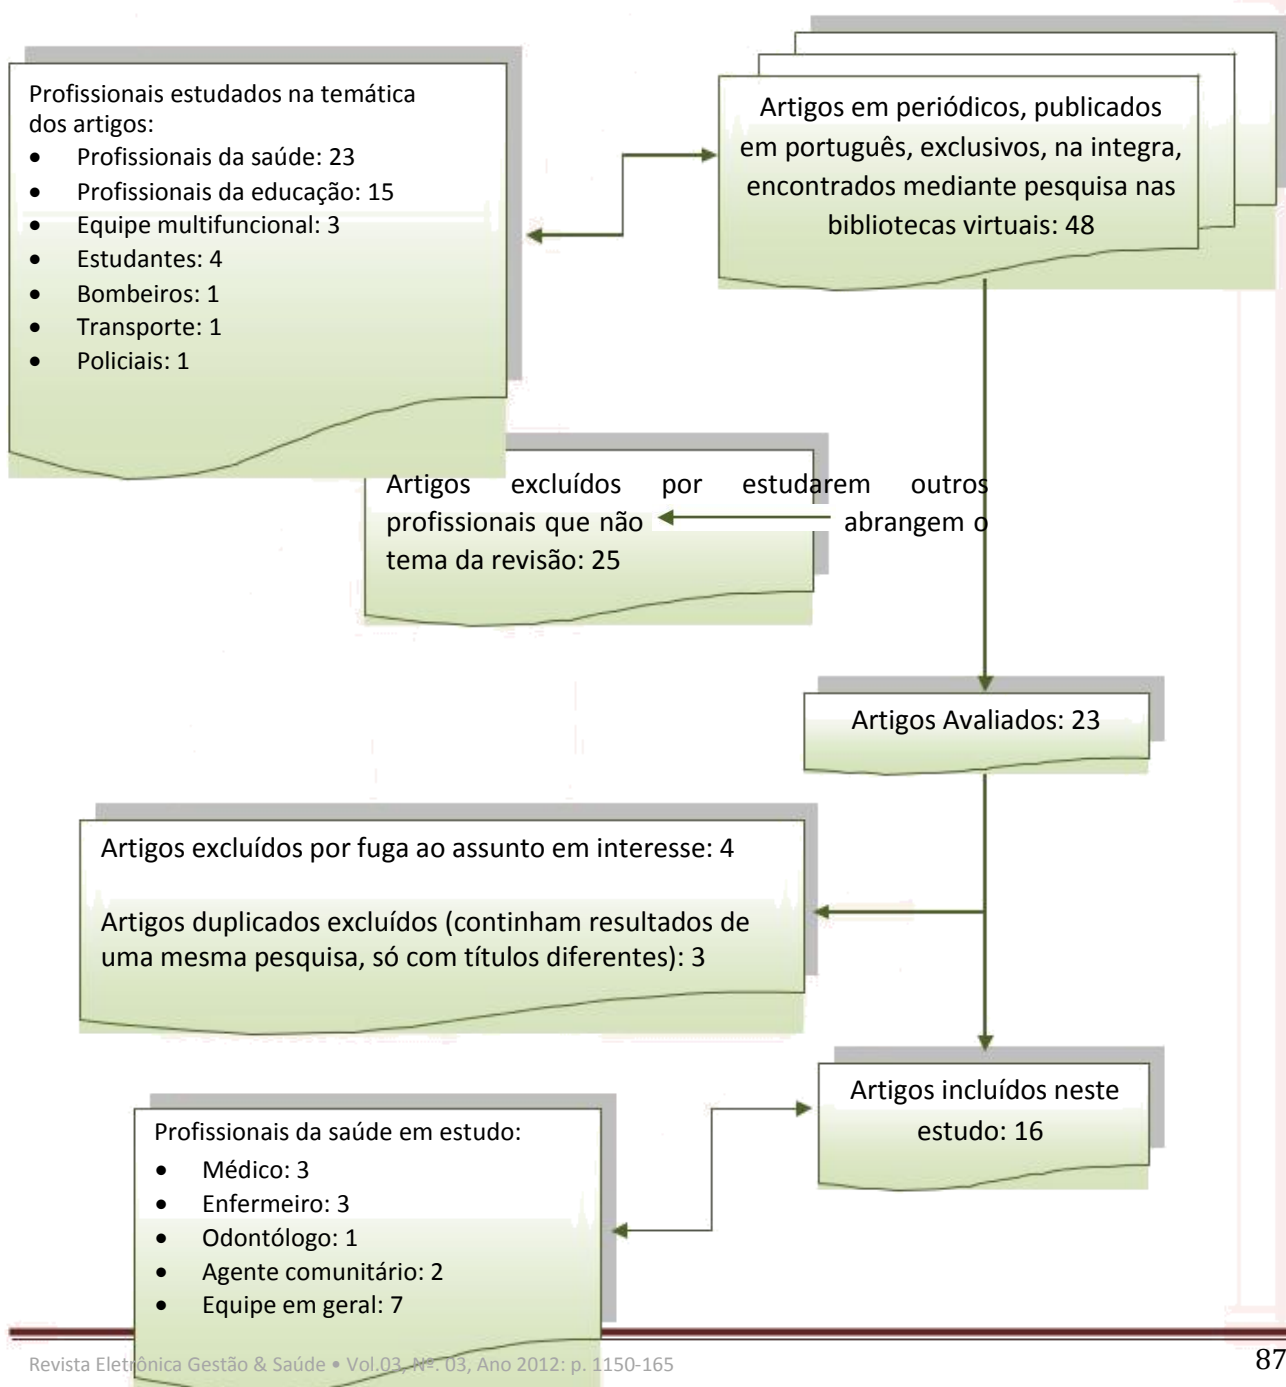 Profissionais estudados na temática
dos artigos:
• Profissionais da saúde: 23
• Profissionais da educação: 15
• Equipe multifuncional: 3
• Estudantes: 4
• Bombeiros: 1
• Transporte: 1
• Policiais: 1
Artigos em periódicos, publicados
em português, exclusivos, na integra,
encontrados mediante pesquisa nas
bibliotecas virtuais: 48
Artigos excluídos por estudarem outros
profissionais que não abrangem o
tema da revisão: 25
Artigos Avaliados: 23
Artigos excluídos por fuga ao assunto em interesse: 4
Artigos duplicados excluídos (continham resultados de
uma mesma pesquisa, só com títulos diferentes): 3
Artigos incluídos neste
estudo: 16
Profissionais da saúde em estudo:
• Médico: 3
• Enfermeiro: 3
• Odontólogo: 1
• Agente comunitário: 2
• Equipe em geral: 7
Revista Eletrônica Gestão & Saúde • Vol.03, Nº. 03, Ano 2012: p. 1150-165
87